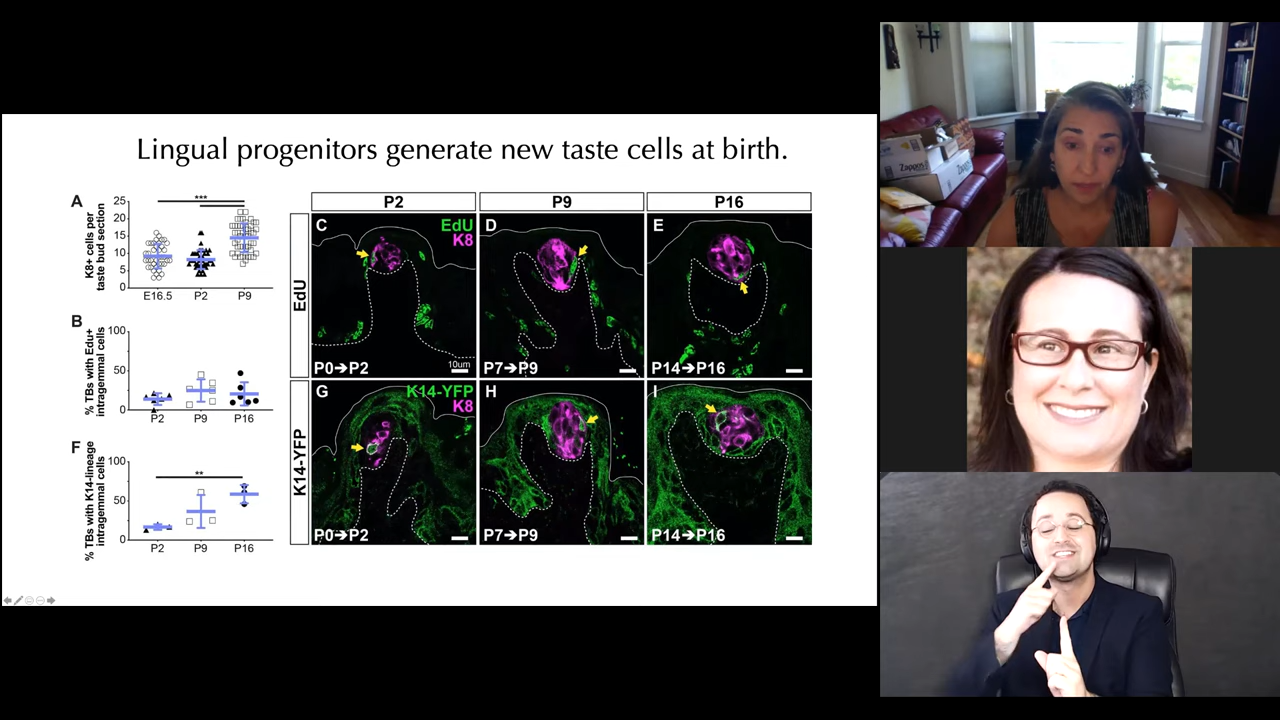 Lingual progenitors generate new taste cells at birth.
A
K8+ cells per
taste bud section
25
20
15
10
5
0
***
E16.5 P2 P9
B
% TBs with Edu+
intragemmal cells
100
50
0
P2 P9 P16
F
% TBs with K14-lineage
intragemmal cells
100
50
0
**
P2 P9 P16
P2 P9 P16
EdU
C EdU
K8
P0➔P2
10um
D
P7➔P9
E
P14➔P16
K14-YFP
G K14-YFP
K8
P0➔P2
H
P7➔P9
I
P14➔P16
Zappos